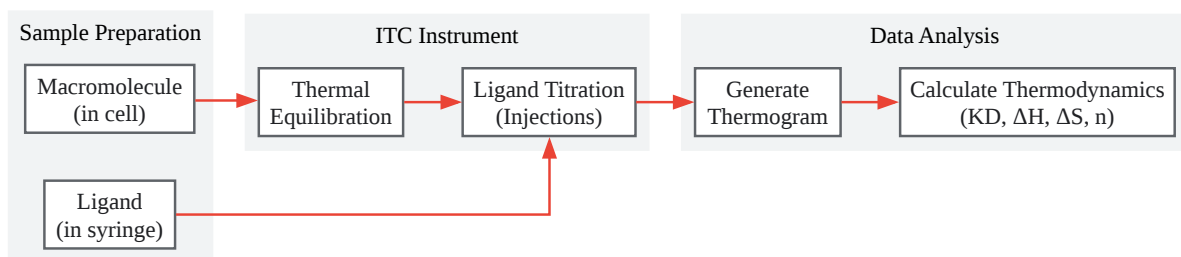 Sample Preparation
Macromolecule
(in cell)
Ligand
(in syringe)
ITC Instrument
Thermal
Equilibration
Ligand Titration
(Injections)
Data Analysis
Generate
Thermogram
Calculate Thermodynamics
(KD, ΔH, ΔS, n)